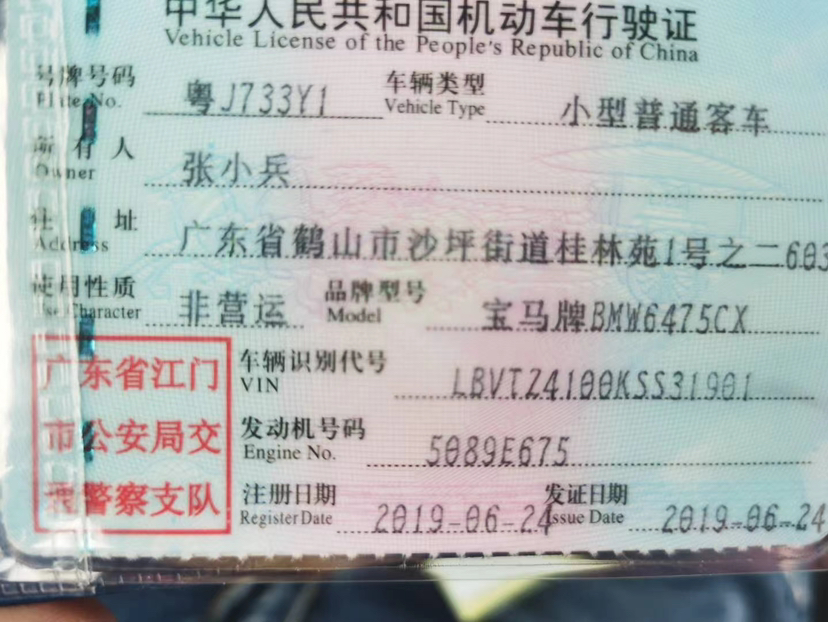 中华人民共和国机动车行驶证
Vehicle License of the People's Republic of China
号牌号码 粤J733Y1 车辆类型 小型普通客车
Plate No. Vehicle Type
所有人 张小兵
Owner
住址 广东省鹤山市沙坪街道桂林苑1号之二603
Address
使用性质 非营运 品牌型号 宝马牌BMW6475CX
Use Character Model
广东省江门 车辆识别代号 LBVTZ4100KSS31901
VIN
市公安局交 发动机号码 5089E675
Engine No.
通警察支队 注册日期 2019-06-24 发证日期 2019-06-24
Register Date Issue Date